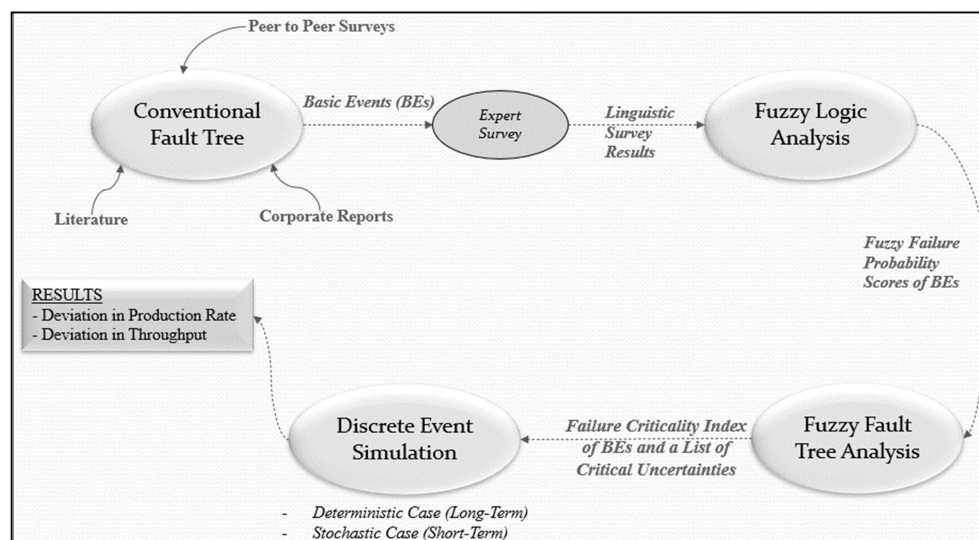 Peer to Peer Surveys
Conventional
Fault Tree
Basic Events (BEs)
Expert
Survey
Linguistic
Survey
Results
Fuzzy Logic
Analysis
Literature
Corporate Reports
Fuzzy Failure
Probability
Scores of BEs
RESULTS
- Deviation in Production Rate
- Deviation in Throughput
Discrete Event
Simulation
Failure Criticality Index
of BEs and a List of
Critical Uncertainties
Fuzzy Fault
Tree Analysis
- Deterministic Case (Long-Term)
- Stochastic Case (Short-Term)